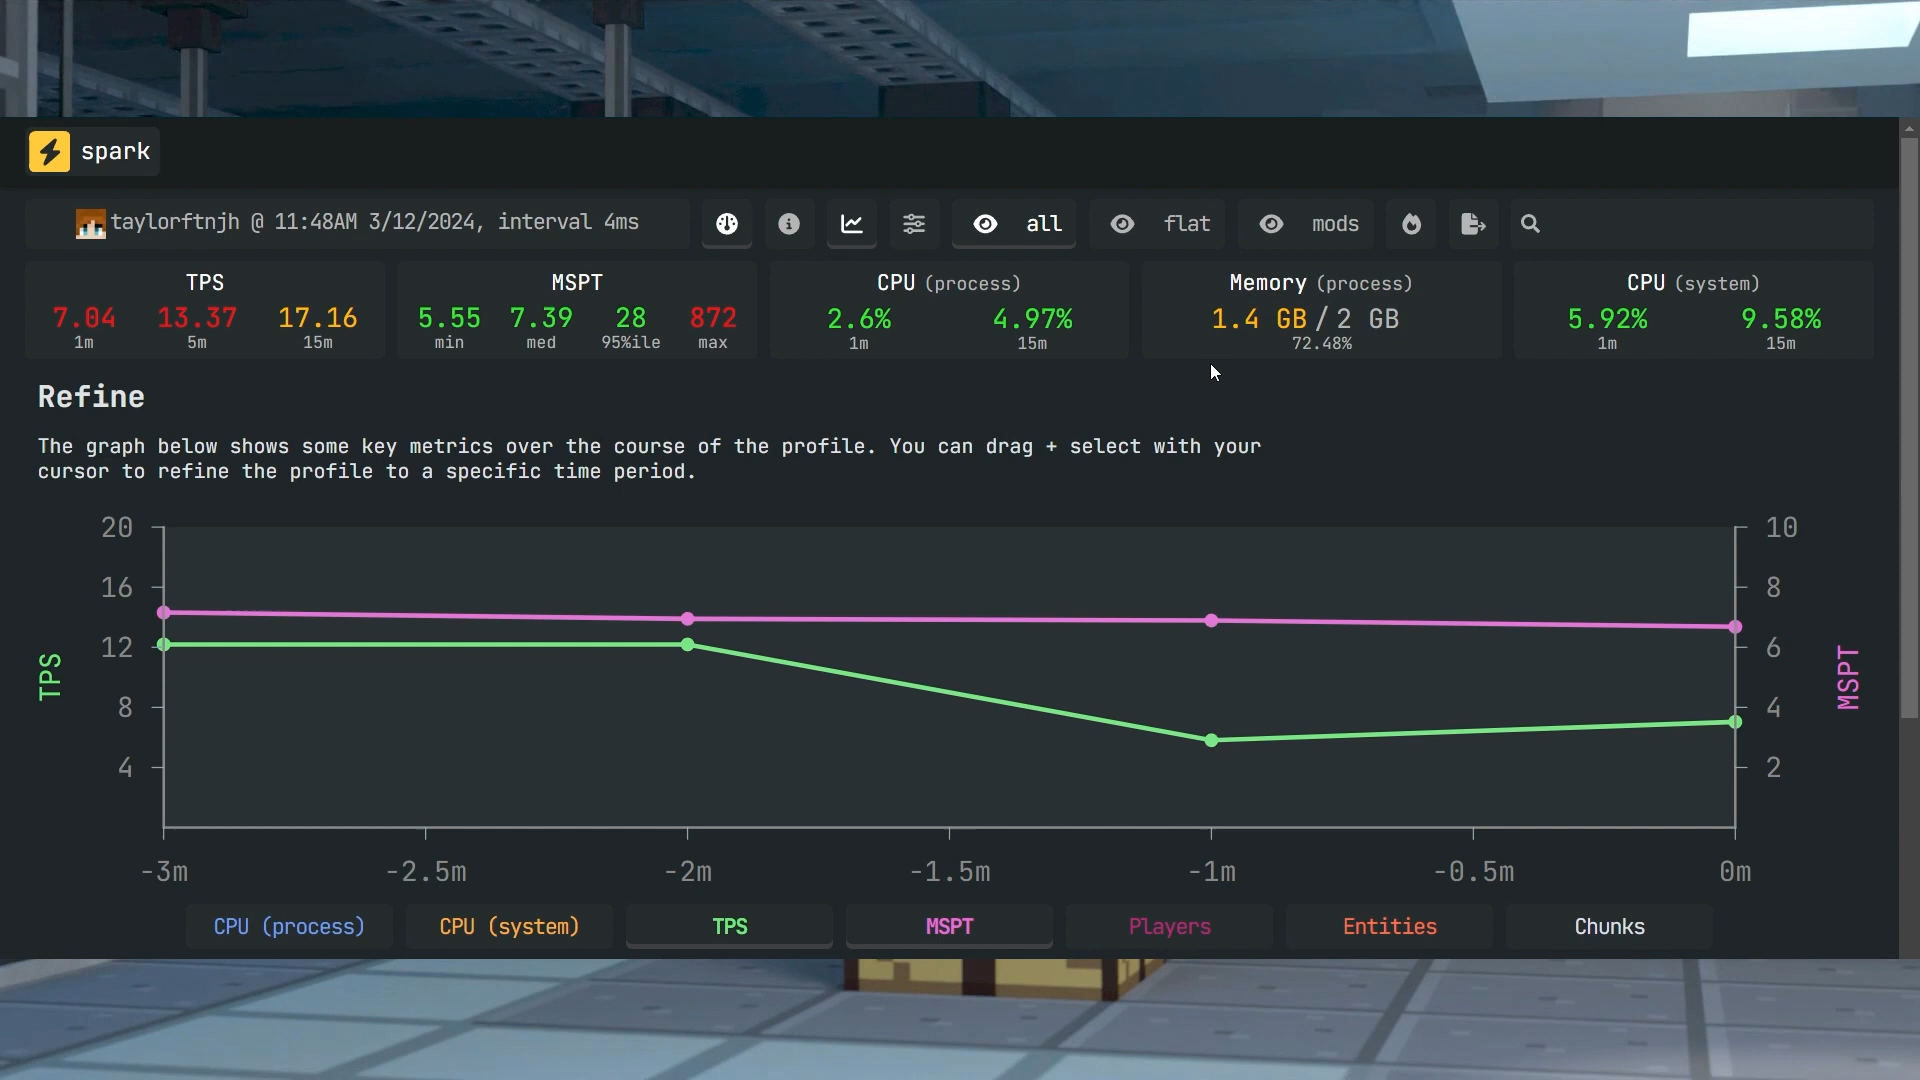 spark
taylorftnjh @ 11:48AM 3/12/2024, interval 4ms
all
flat
mods
TPS
7.04 13.37 17.16
1m 5m 15m
MSPT
5.55 7.39 28 872
min med 95%ile max
CPU (process)
2.6% 4.97%
1m 15m
Memory (process)
1.4 GB / 2 GB
72.48%
CPU (system)
5.92% 9.58%
1m 15m
Refine
The graph below shows some key metrics over the course of the profile. You can drag + select with your
cursor to refine the profile to a specific time period.
TPS
20
16
12
8
4
10
8
6
4
2
MSPT
-3m -2.5m -2m -1.5m -1m -0.5m 0m
CPU (process) CPU (system) TPS MSPT Players Entities Chunks